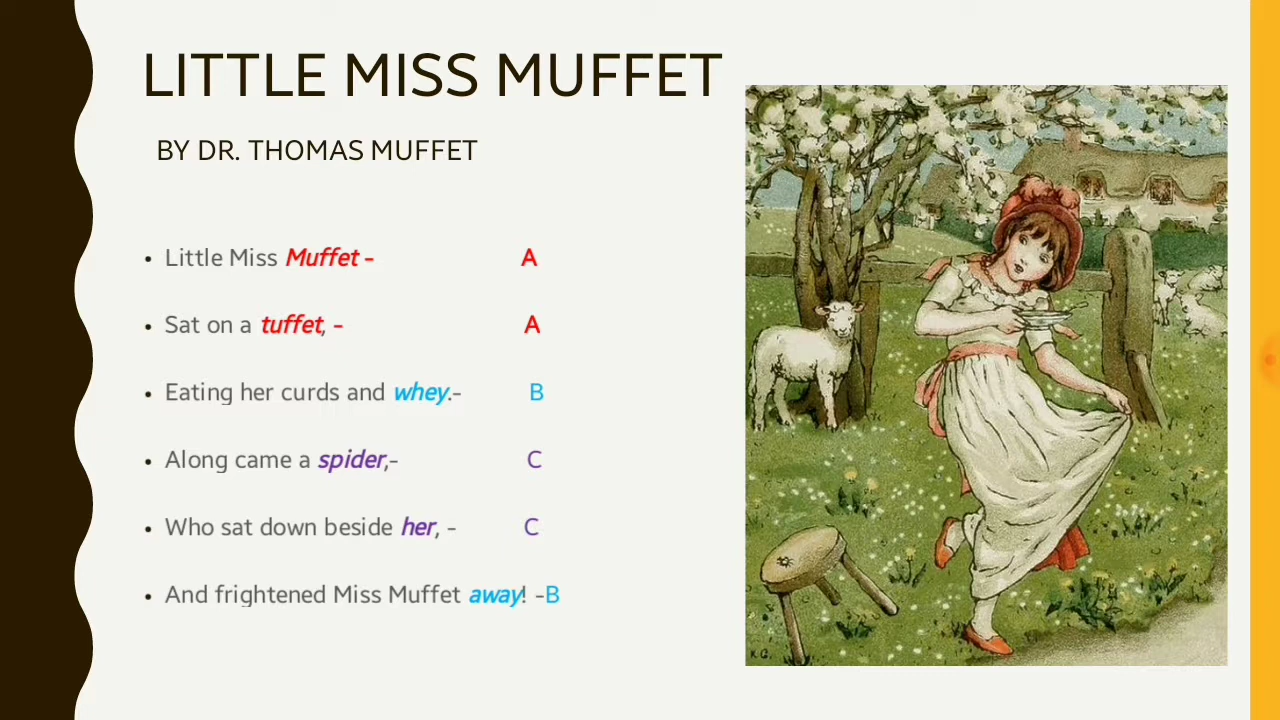 LITTLE MISS MUFFET
BY DR. THOMAS MUFFET
• Little Miss Muffet - A
• Sat on a tuffet, - A
• Eating her curds and whey.- B
• Along came a spider,- C
• Who sat down beside her, - C
• And frightened Miss Muffet away! -B
K.G.